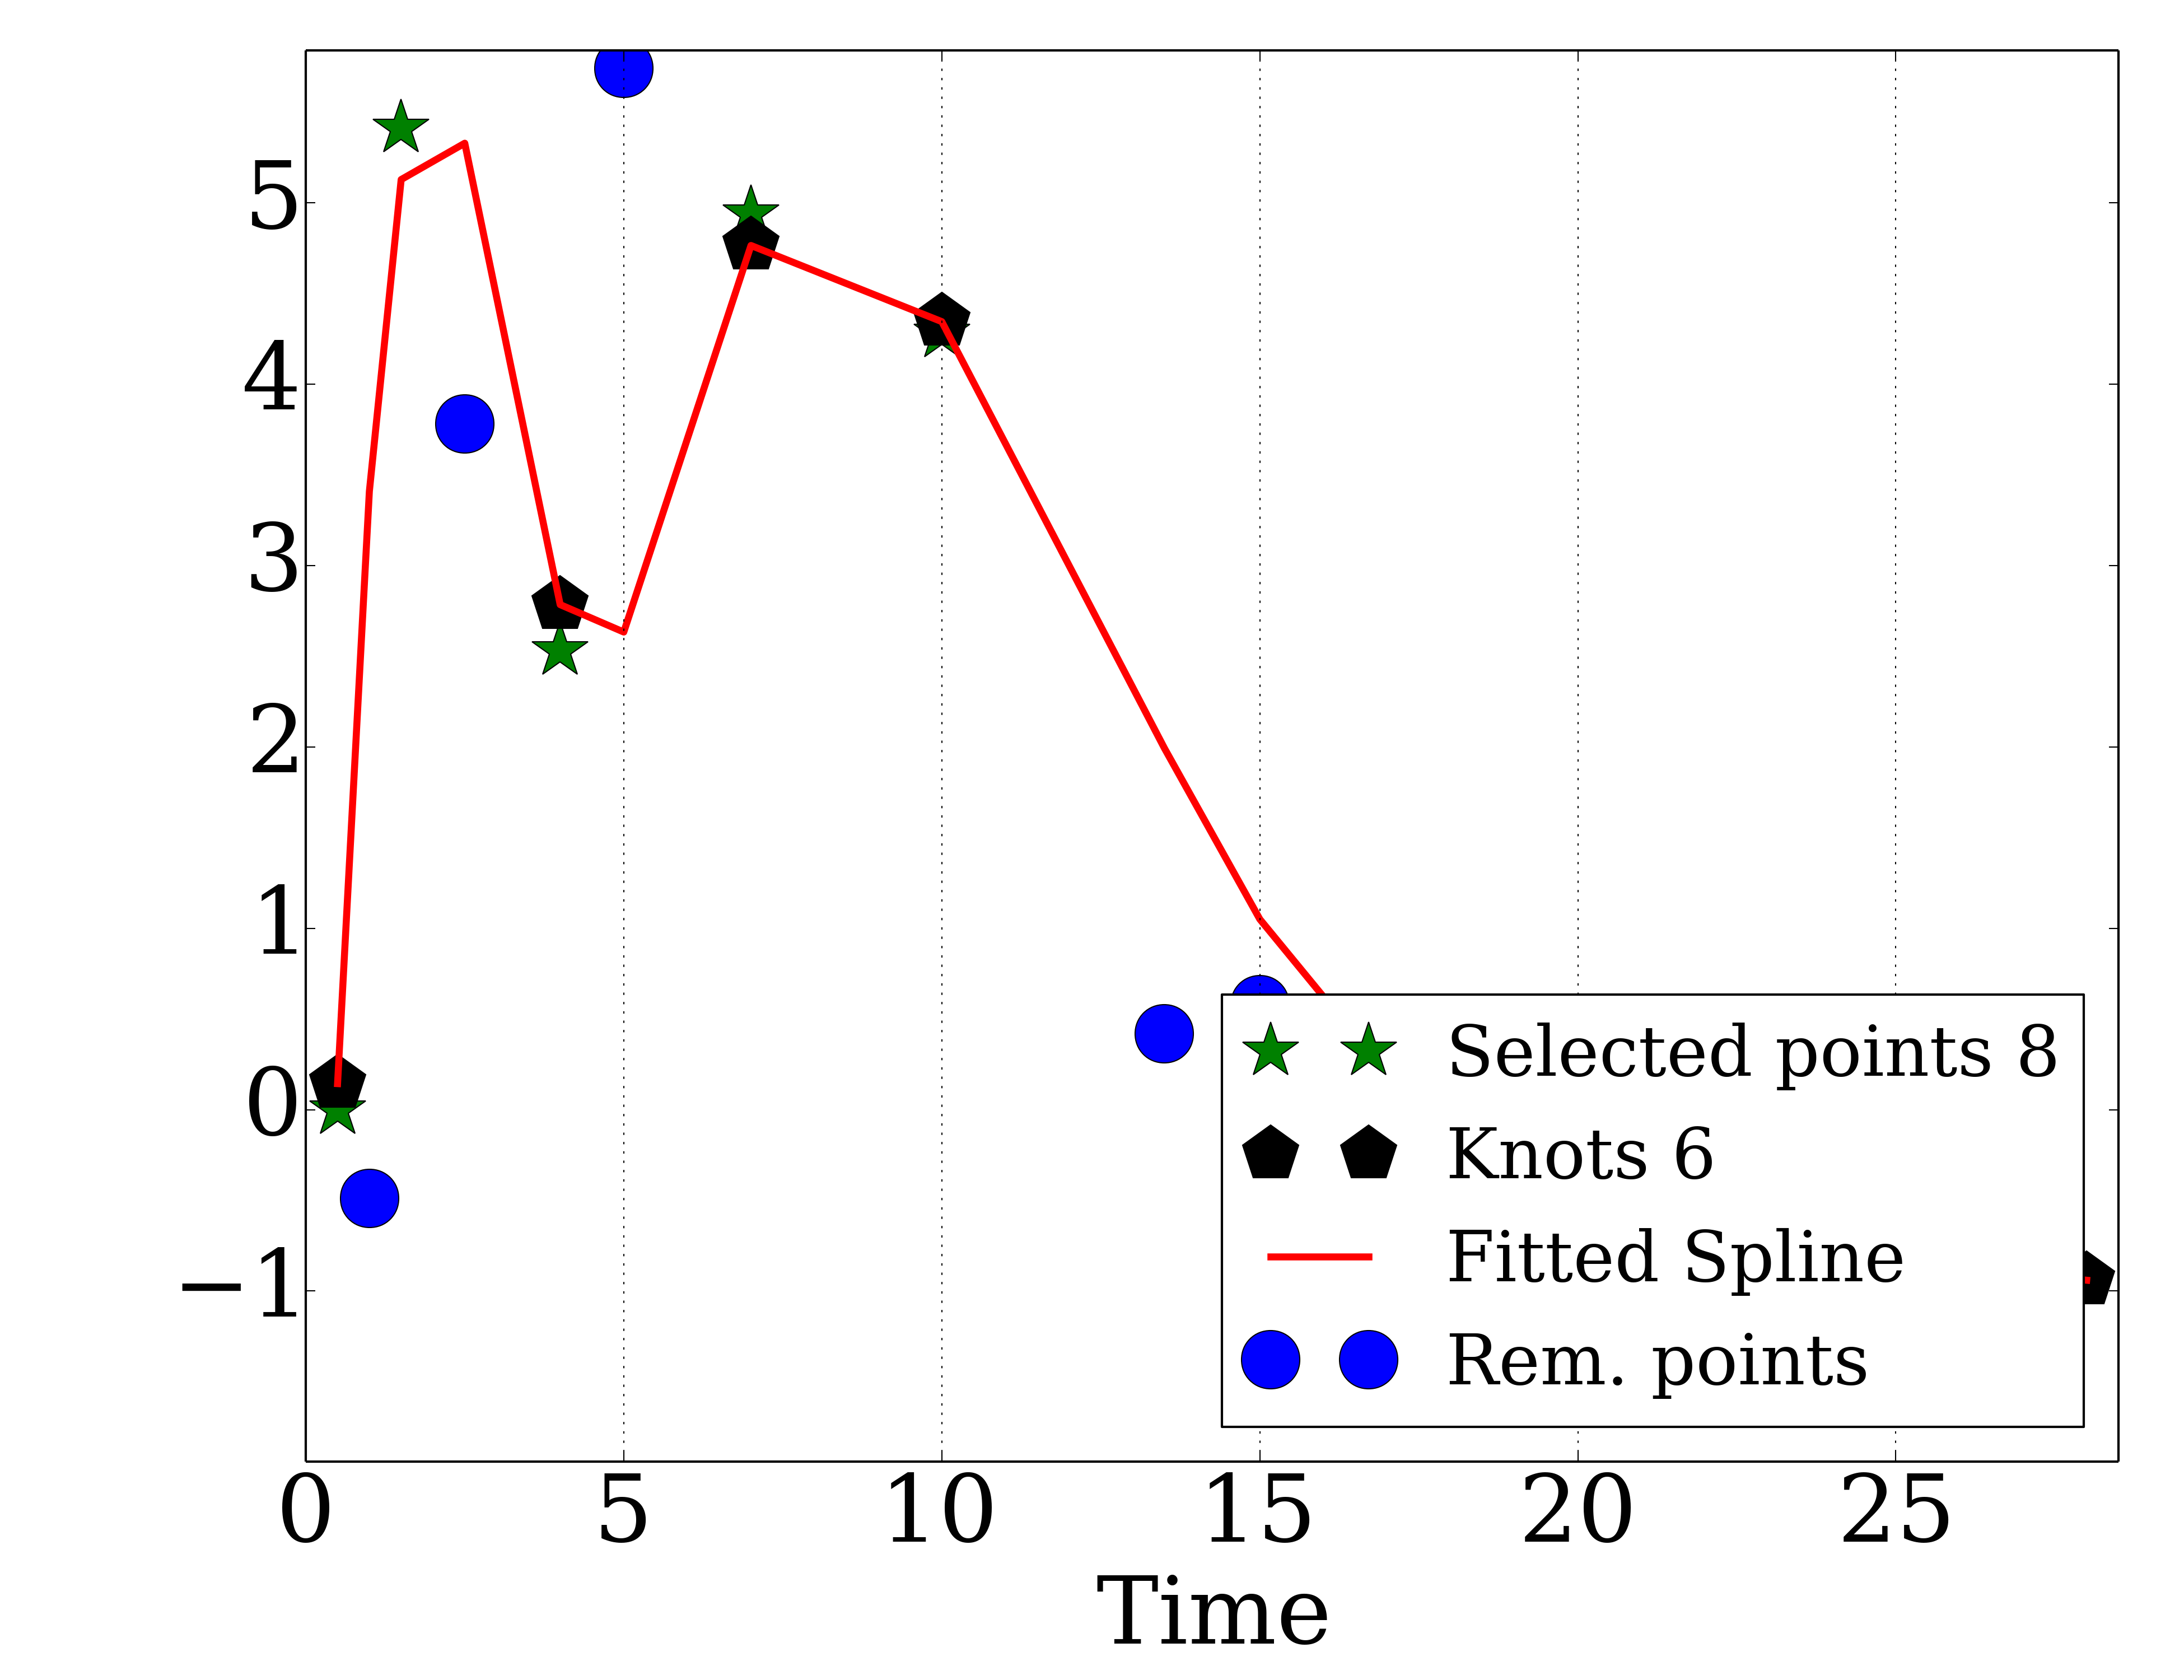 5
4
3
2
1
0
−1
Selected points 8
Knots 6
Fitted Spline
Rem. points
0 5 10 15 20 25
Time